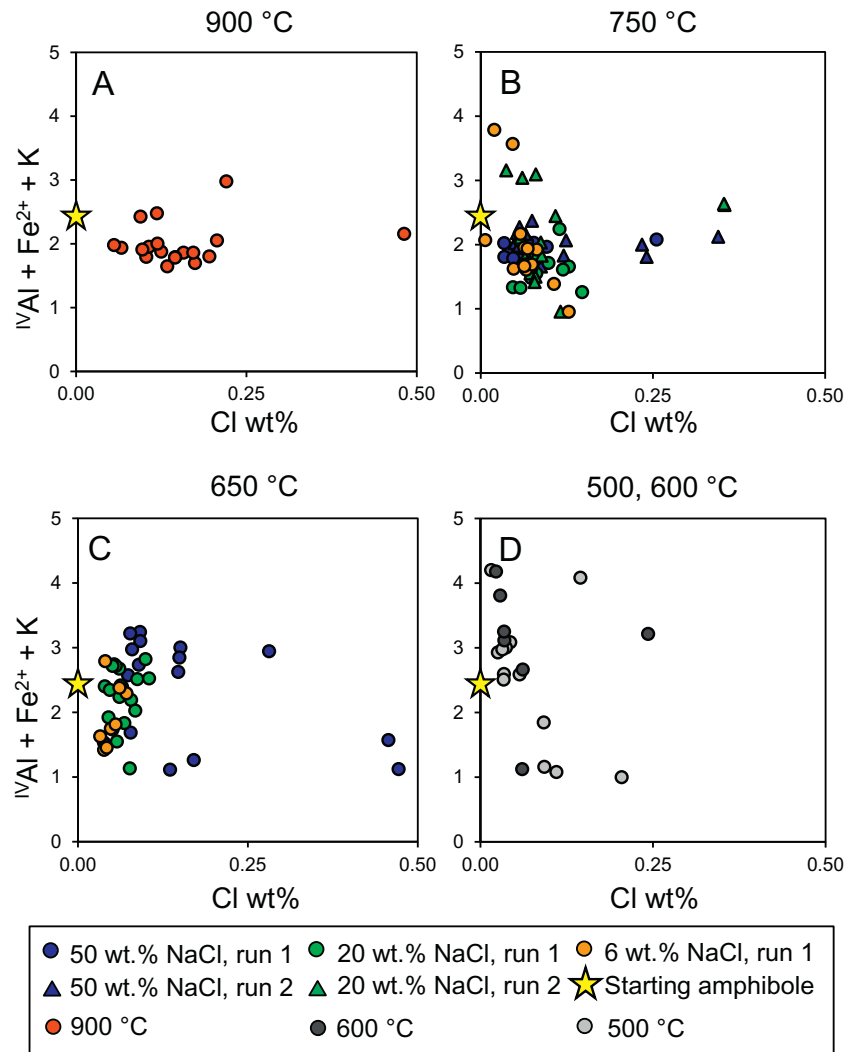 900 °C
750 °C
A
B
5
4
3
2
1
0
IVAl + Fe2+ + K
0.00
0.25
0.50
Cl wt%
5
4
3
2
1
0
0.00
0.25
0.50
Cl wt%
650 °C
500, 600 °C
C
D
5
4
3
2
1
0
IVAl + Fe2+ + K
0.00
0.25
0.50
Cl wt%
5
4
3
2
1
0
0.00
0.25
0.50
Cl wt%
50 wt.% NaCl, run 1
20 wt.% NaCl, run 1
6 wt.% NaCl, run 1
50 wt.% NaCl, run 2
20 wt.% NaCl, run 2
Starting amphibole
900 °C
600 °C
500 °C